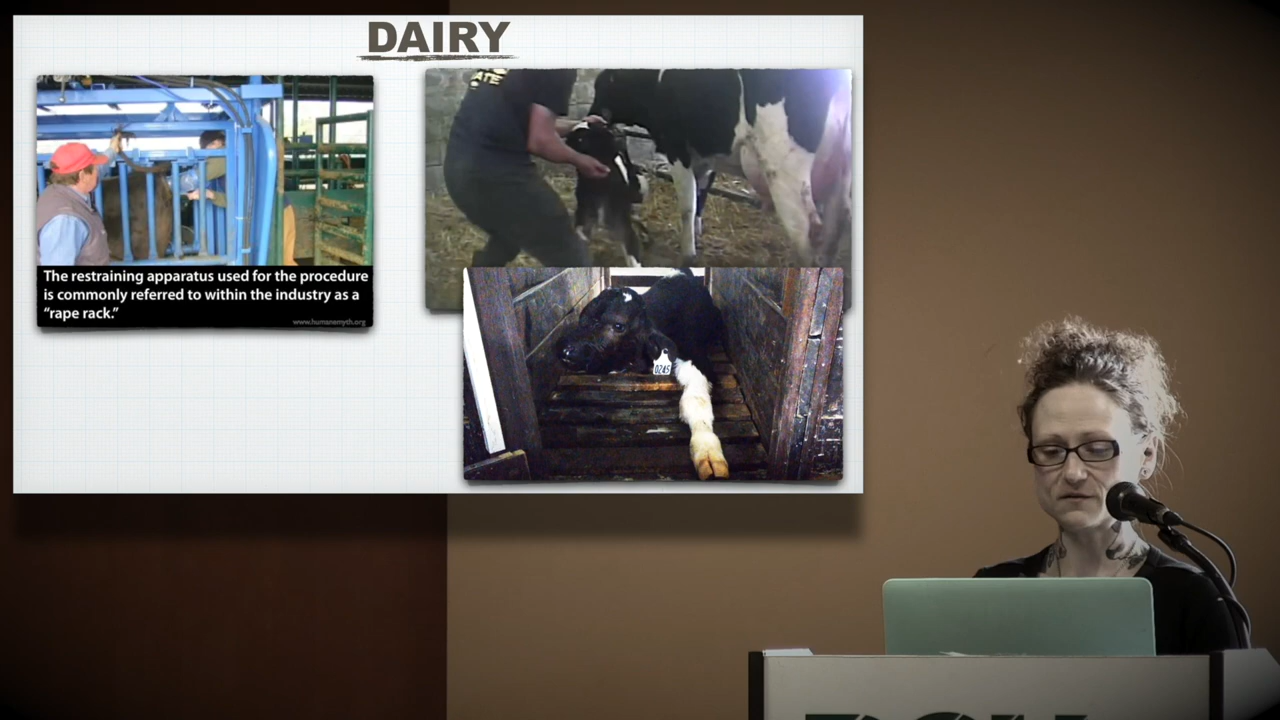 DAIRY
ATE
The restraining apparatus used for the procedure
is commonly referred to within the industry as a
“rape rack.”
www.humanemyth.org
0245